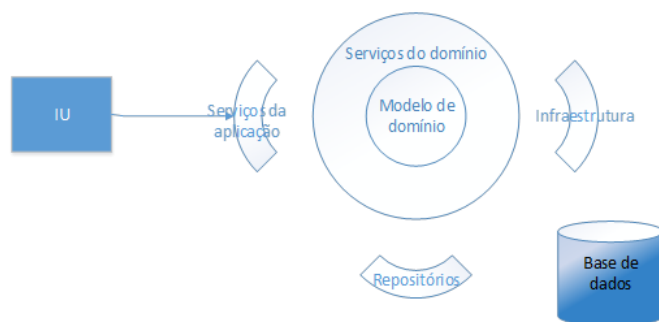 Serviços do domínio
IU
Serviços da
aplicação
Modelo de
domínio
Infraestrutura
Repositórios
Base de
dados